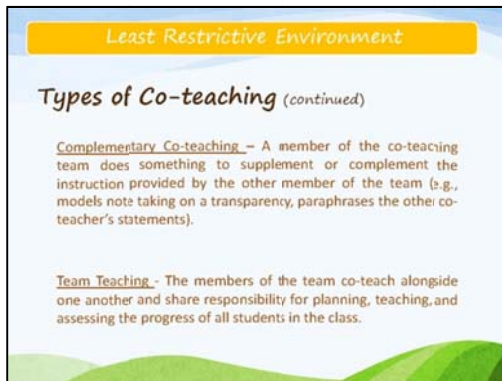 Least Restrictive Environment
Types of Co-teaching (continued)
Complementary Co-teaching – A member of the co-teaching
team does something to supplement or complement the
instruction provided by the other member of the team (e.g.,
models note taking on a transparency, paraphrases the other co-
teacher's statements).
Team Teaching - The members of the team co-teach alongside
one another and share responsibility for planning, teaching, and
assessing the progress of all students in the class.